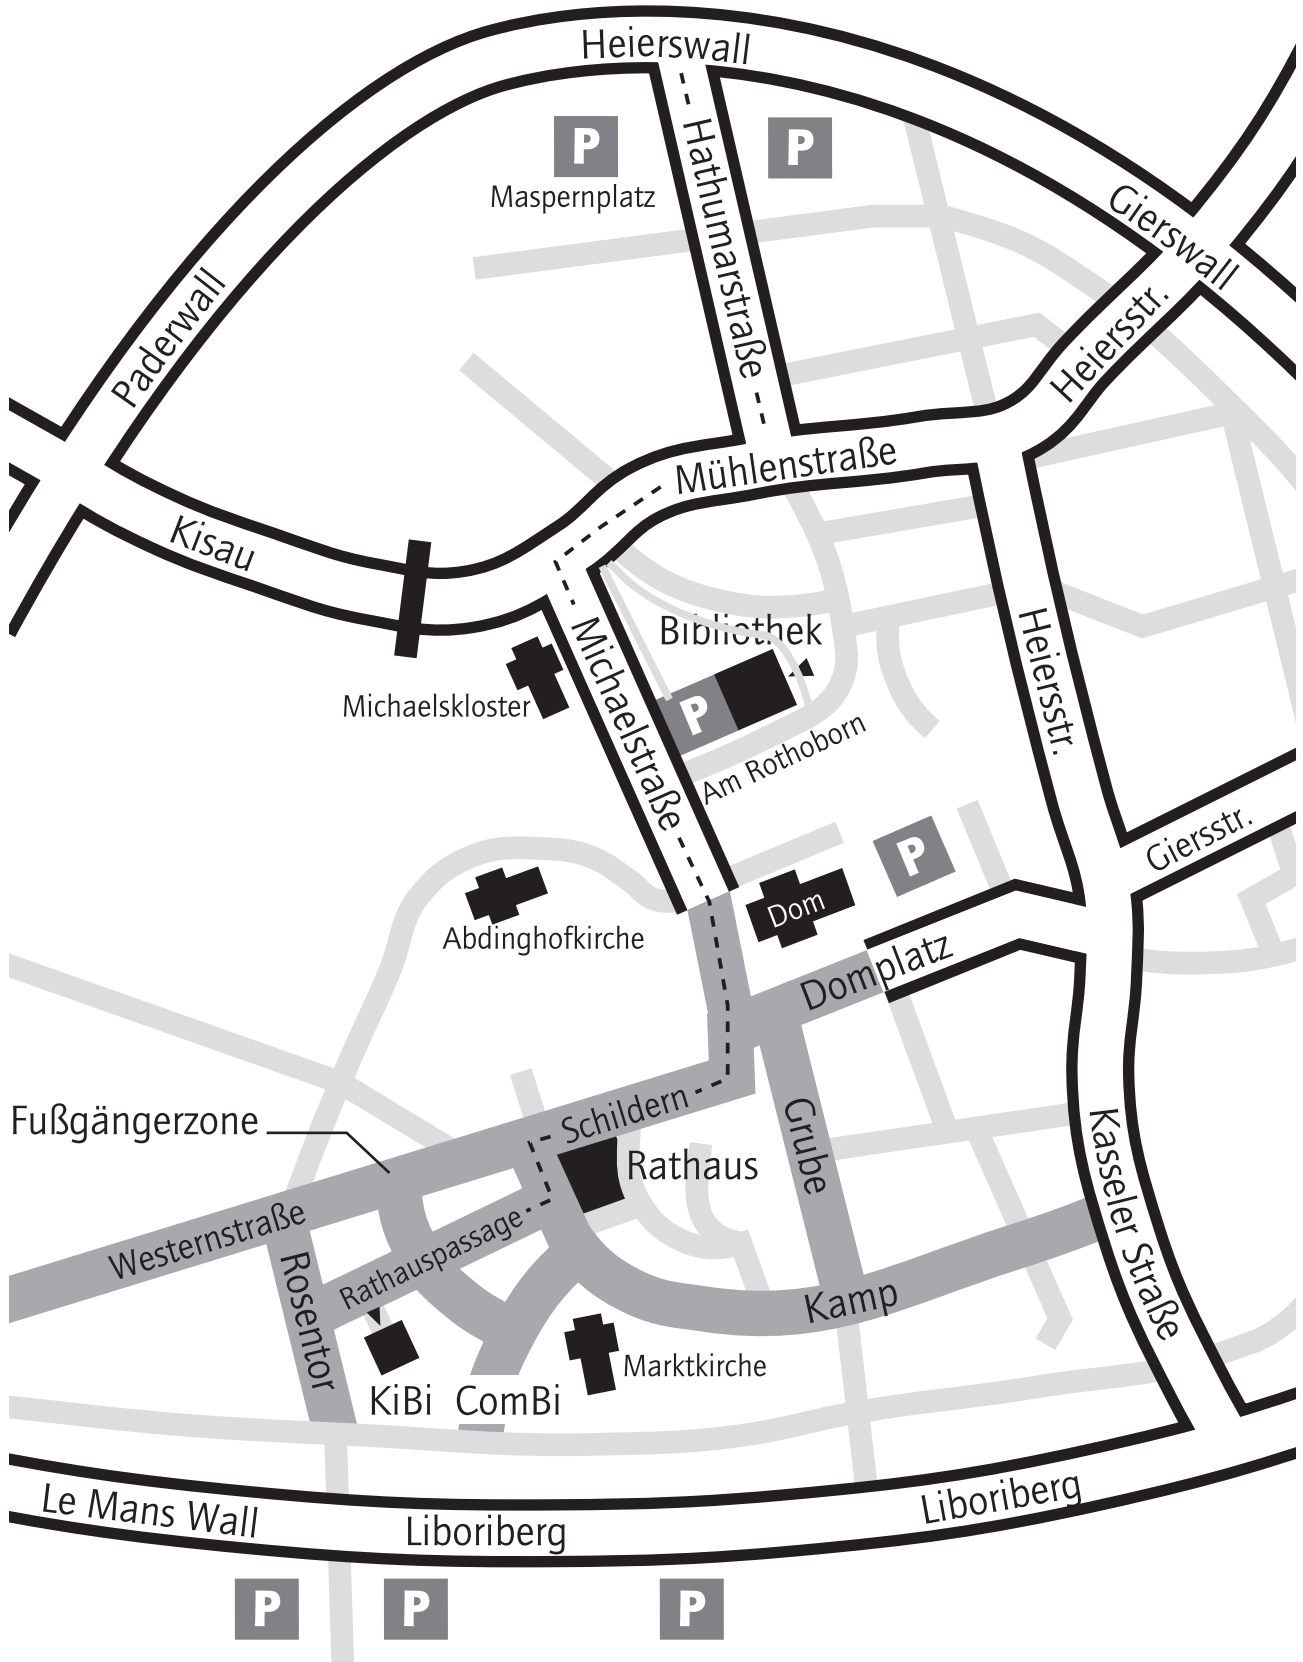 Heierswall
P
P
Maspernplatz
Hathumarstraße
Gierswall
Paderwall
Heiersstr.
Mühlenstraße
Kisau
Bibliothek
Michaelstraße
Michaelskloster
P
Heiersstr.
Am Rothoborn
P
Giersstr.
Dom
Abdinghofkirche
Domplatz
Fußgängerzone
Schildern
Grube
Kasseler Straße
Rathaus
Westernstraße
Rathauspassage
Rosentor
Kamp
Marktkirche
KiBi
ComBi
Le Mans Wall
Liboriberg
Liboriberg
P
P
P